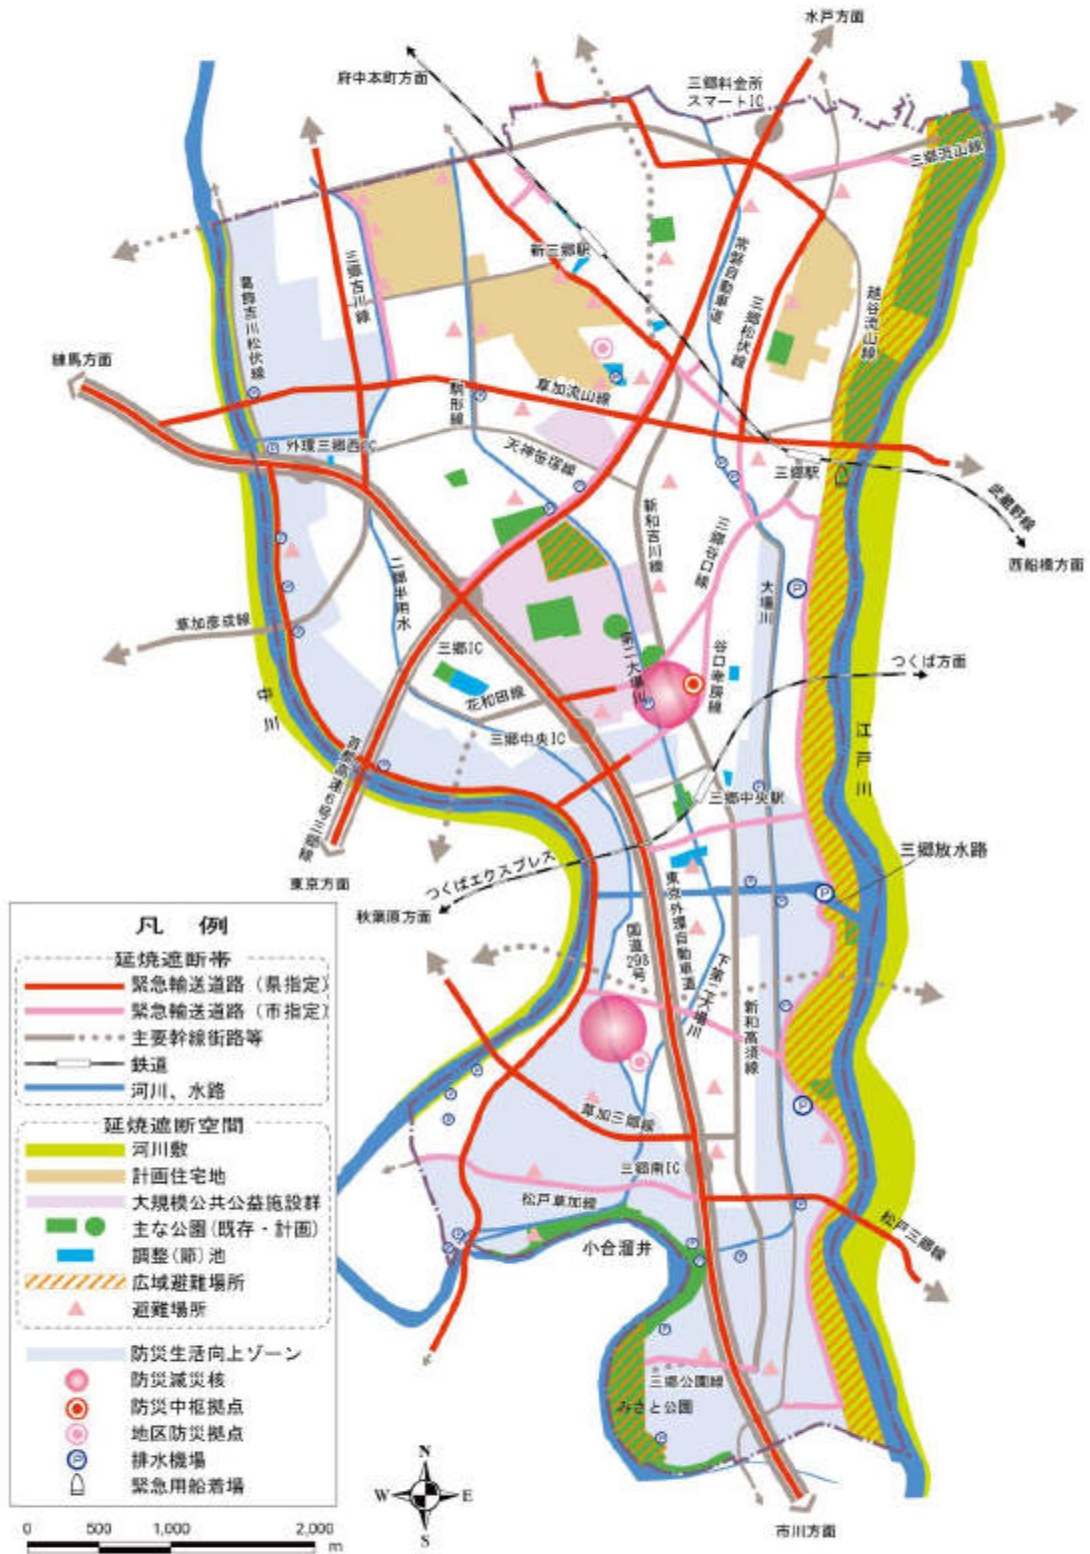 水戸方面
府中本町方面
三郷料金所
スマートIC
三郷流山線
新三郷駅
常磐自動車道
三郷松伏線
越谷流山線
三郷吉川線
葛飾吉川松伏線
練馬方面
駒形線
草加流山線
外環三郷西IC
天神笹塚線
三郷駅
武蔵野線
西船橋方面
新和吉川線
三郷谷口線
大場川
二郷半用水
草加彦成線
三郷IC
花和田線
第二大場川
谷口幸房線
つくば方面
中川
江戸川
三郷中央IC
首都高速6号三郷線
三郷中央駅
東京方面
つくばエクスプレス
秋葉原方面
三郷放水路
国道298号
東京外環自動車道
下第二大場川
新和高須線
草加三郷線
三郷南IC
松戸草加線
松戸三郷線
小合溜井
三郷公園線
みさと公園
市川方面
凡 例
延焼遮断帯
緊急輸送道路(県指定)
緊急輸送道路(市指定)
主要幹線街路等
鉄道
河川、水路
延焼遮断空間
河川敷
計画住宅地
大規模公共公益施設群
主な公園(既存・計画)
調整(節)池
広域避難場所
避難場所
防災生活向上ゾーン
防災減災核
防災中枢拠点
地区防災拠点
P 排水機場
緊急用船着場
N
W E
S
0 500 1,000 2,000
m